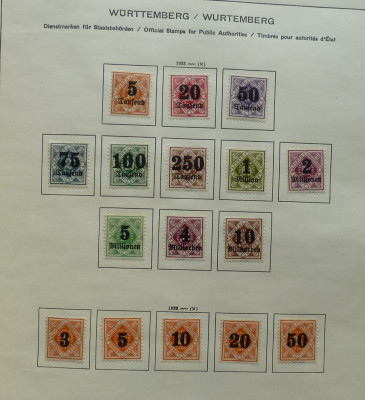 WÜRTTEMBERG / WURTEMBERG
Dienstmarken für Staatsbehörden / Official Stamps for Public Authorities / Timbres pour autorités d'État
5 Tausend
20 Tausend
50 Tausend
75 Tausend
100 Tausend
250 Tausend
1 Million
2 Millionen
5 Millionen
4 Millionen
10 Millionen
3
5
10
20
50